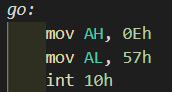 go:
mov AH, 0Eh
mov AL, 57h
int 10h